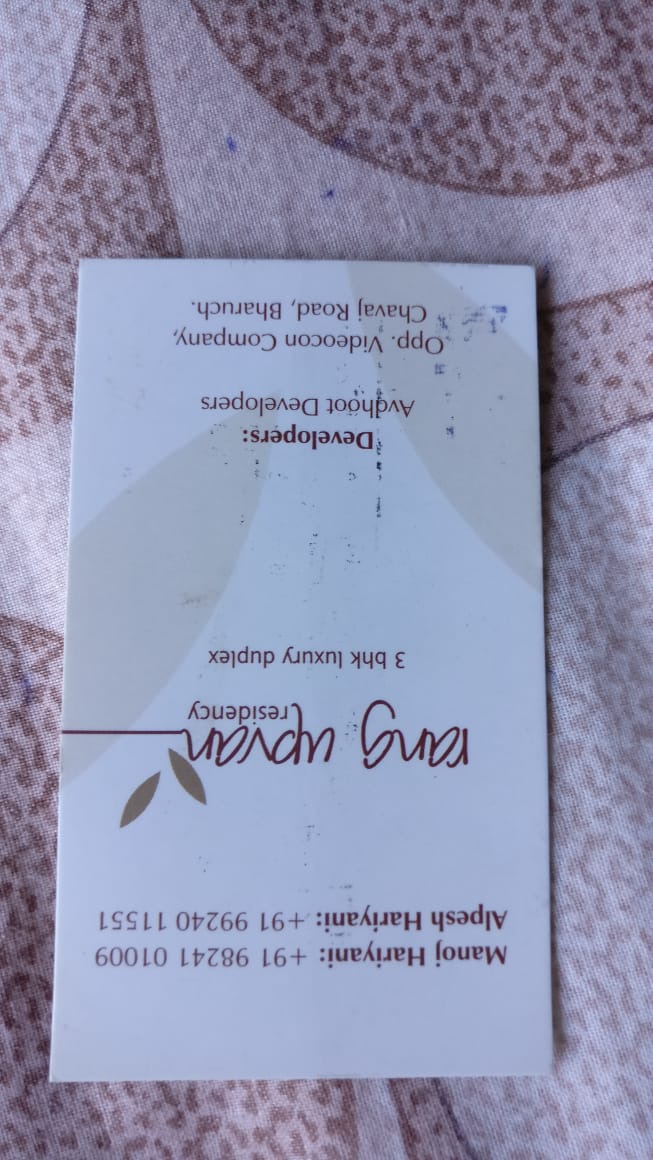 Manoj Hariyani: +91 98241 01009
Alpesh Hariyani: +91 99240 11551
rang upvan
residency
3 bhk luxury duplex
Developers:
Avdhoot Developers
Opp. Videocon Company,
Chavaj Road, Bharuch.